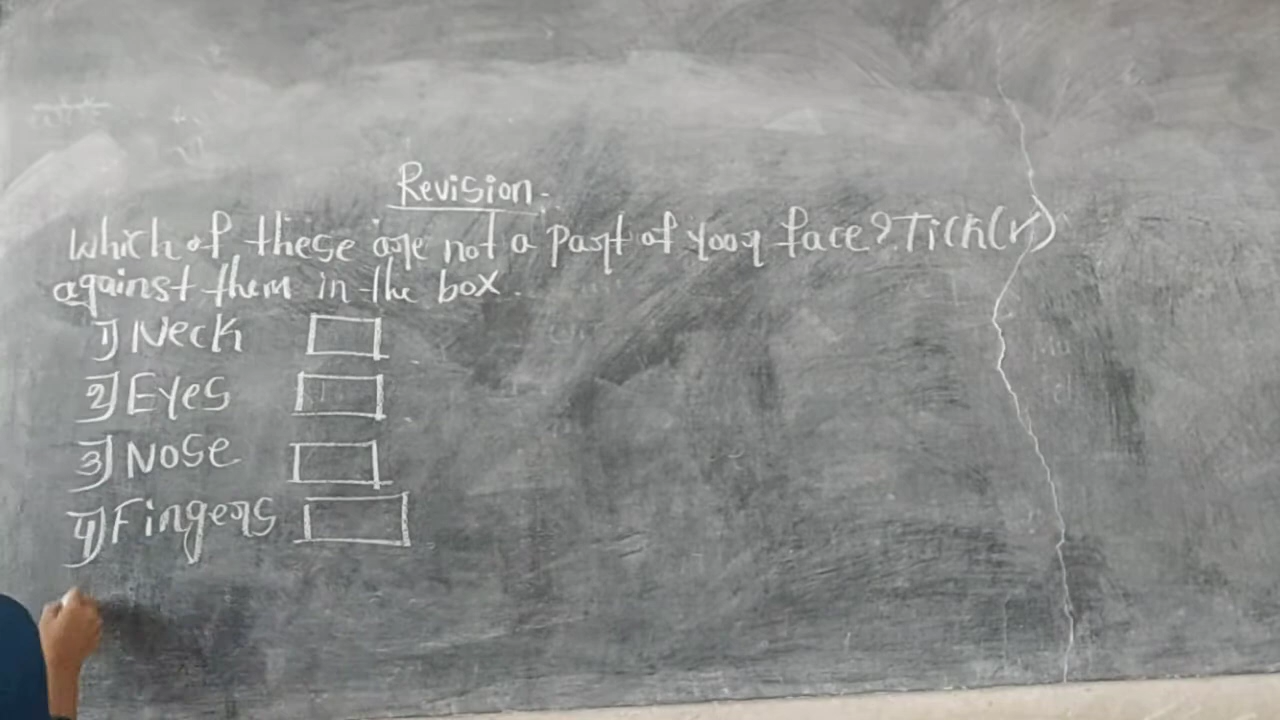 Revision.
Which of these are not a part of your face? Tick(✓)
against them in the box.
1) Neck
2) Eyes
3) Nose
4) Fingers